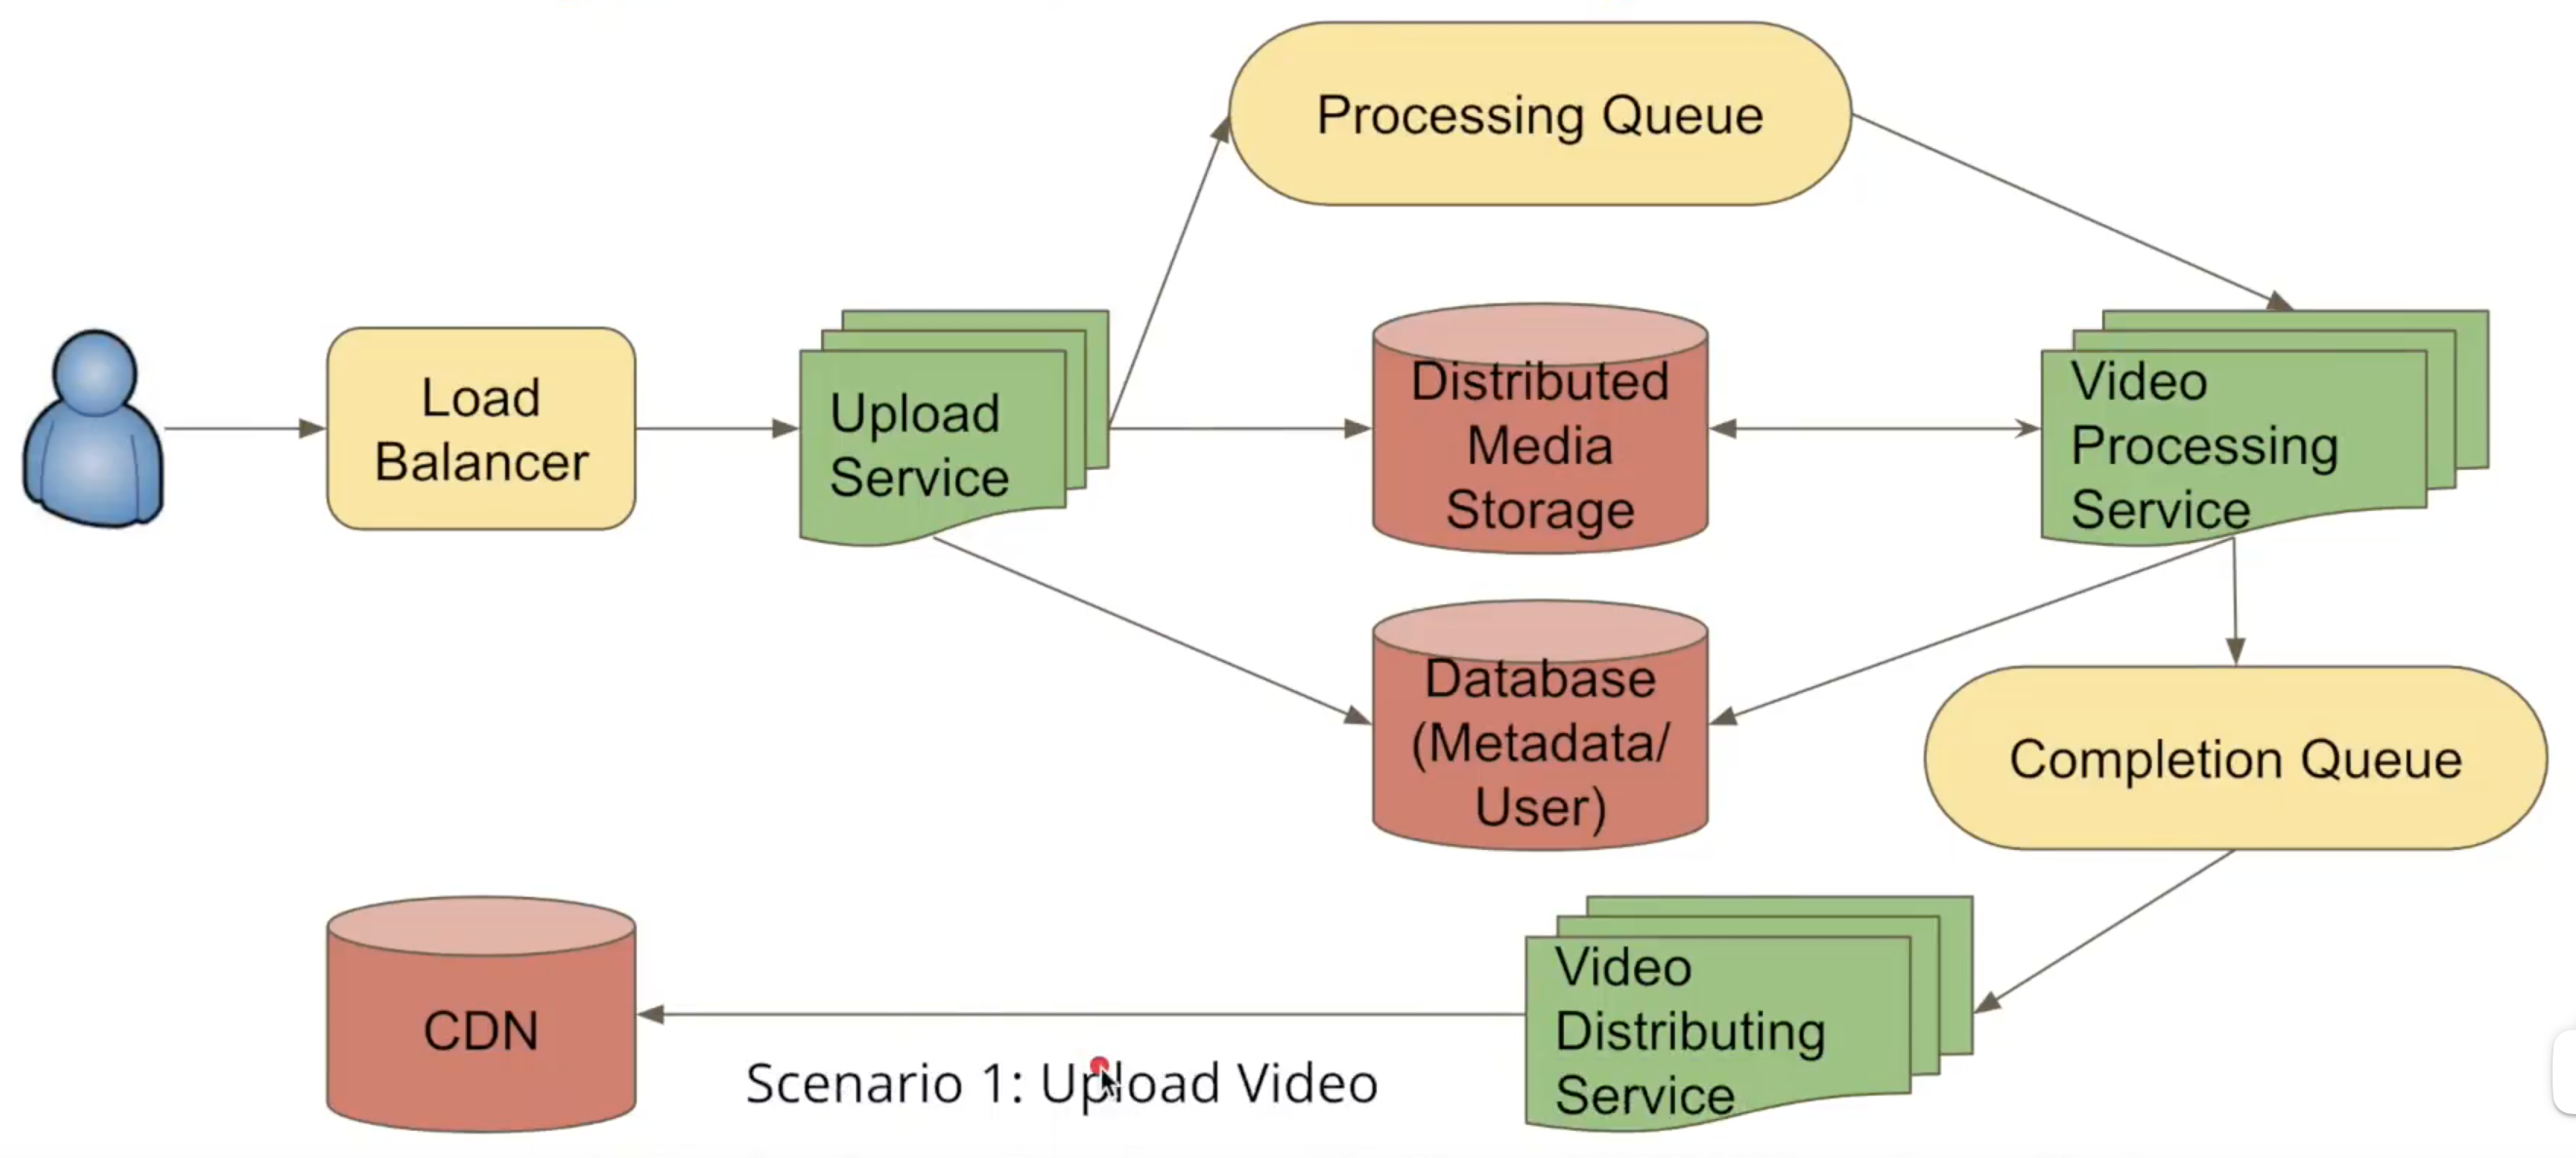 Processing Queue
Load
Balancer
Upload
Service
Distributed
Media
Storage
Video
Processing
Service
Database
(Metadata/
User)
Completion Queue
CDN
Video
Distributing
Service
Scenario 1: Upload Video